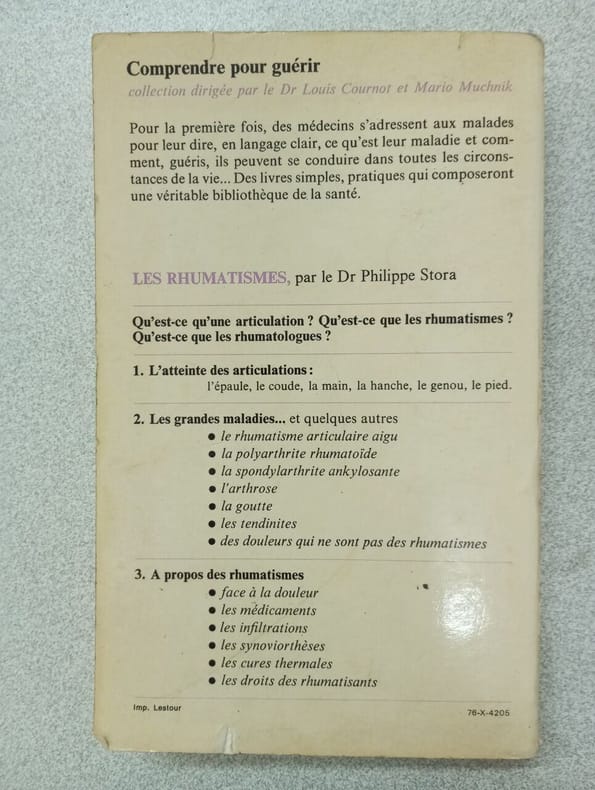 Comprendre pour guérir
collection dirigée par le Dr Louis Cournot et Mario Muchnik
Pour la première fois, des médecins s'adressent aux malades
pour leur dire, en langage clair, ce qu'est leur maladie et com-
ment, guéris, ils peuvent se conduire dans toutes les circons-
tances de la vie... Des livres simples, pratiques qui composeront
une véritable bibliothèque de la santé.
LES RHUMATISMES, par le Dr Philippe Stora
Qu'est-ce qu'une articulation ? Qu'est-ce que les rhumatismes ?
Qu'est-ce que les rhumatologues ?
1. L'atteinte des articulations :
l'épaule, le coude, la main, la hanche, le genou, le pied.
2. Les grandes maladies... et quelques autres
● le rhumatisme articulaire aigu
● la polyarthrite rhumatoïde
● la spondylarthrite ankylosante
● l'arthrose
● la goutte
● les tendinites
● des douleurs qui ne sont pas des rhumatismes
3. A propos des rhumatismes
● face à la douleur
● les médicaments
● les infiltrations
● les synoviorthèses
● les cures thermales
● les droits des rhumatisants
Imp. Lestour
76-X-4205